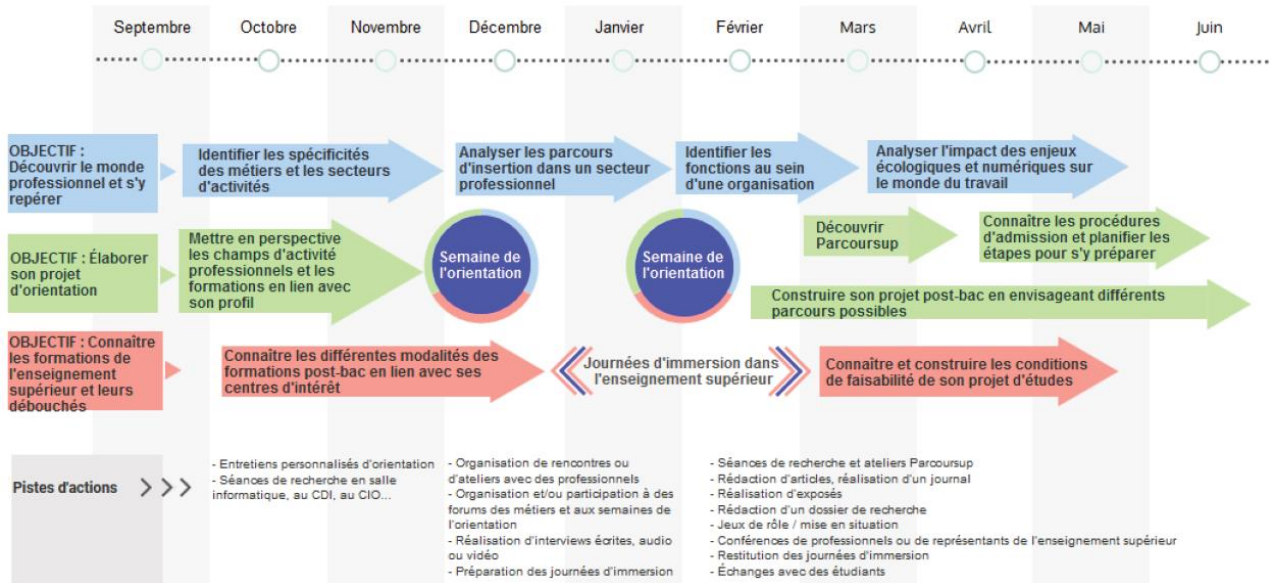 Septembre Octobre Novembre Décembre Janvier Février Mars Avril Mai Juin
OBJECTIF :
Découvrir le monde
professionnel et s'y
repérer
Identifier les spécificités
des métiers et les secteurs
d'activités
Analyser les parcours
d'insertion dans un secteur
professionnel
Identifier les
fonctions au sein
d'une organisation
Analyser l'impact des enjeux
écologiques et numériques sur
le monde du travail
OBJECTIF : Élaborer
son projet
d'orientation
Mettre en perspective
les champs d'activité
professionnels et les
formations en lien avec
son profil
Semaine de
l'orientation
Semaine de
l'orientation
Découvrir
Parcoursup
Connaître les procédures
d'admission et planifier les
étapes pour s'y préparer
Construire son projet post-bac en envisageant différents
parcours possibles
OBJECTIF : Connaître
les formations de
l'enseignement
supérieur et leurs
débouchés
Connaître les différentes modalités des
formations post-bac en lien avec ses
centres d'intérêt
Journées d'immersion dans
l'enseignement supérieur
Connaître et construire les conditions
de faisabilité de son projet d'études
Pistes d'actions
- Entretiens personnalisés d'orientation
- Séances de recherche en salle
informatique, au CDI, au CIO...
- Organisation de rencontres ou
d'ateliers avec des professionnels
- Organisation et/ou participation à des
forums des métiers et aux semaines de
l'orientation
- Réalisation d'interviews écrites, audio
ou vidéo
- Préparation des journées d'immersion
- Séances de recherche et ateliers Parcoursup
- Rédaction d'articles, réalisation d'un journal
- Réalisation d'exposés
- Rédaction d'un dossier de recherche
- Jeux de rôle / mise en situation
- Conférences de professionnels ou de représentants de l'enseignement supérieur
- Restitution des journées d'immersion
- Échanges avec des étudiants